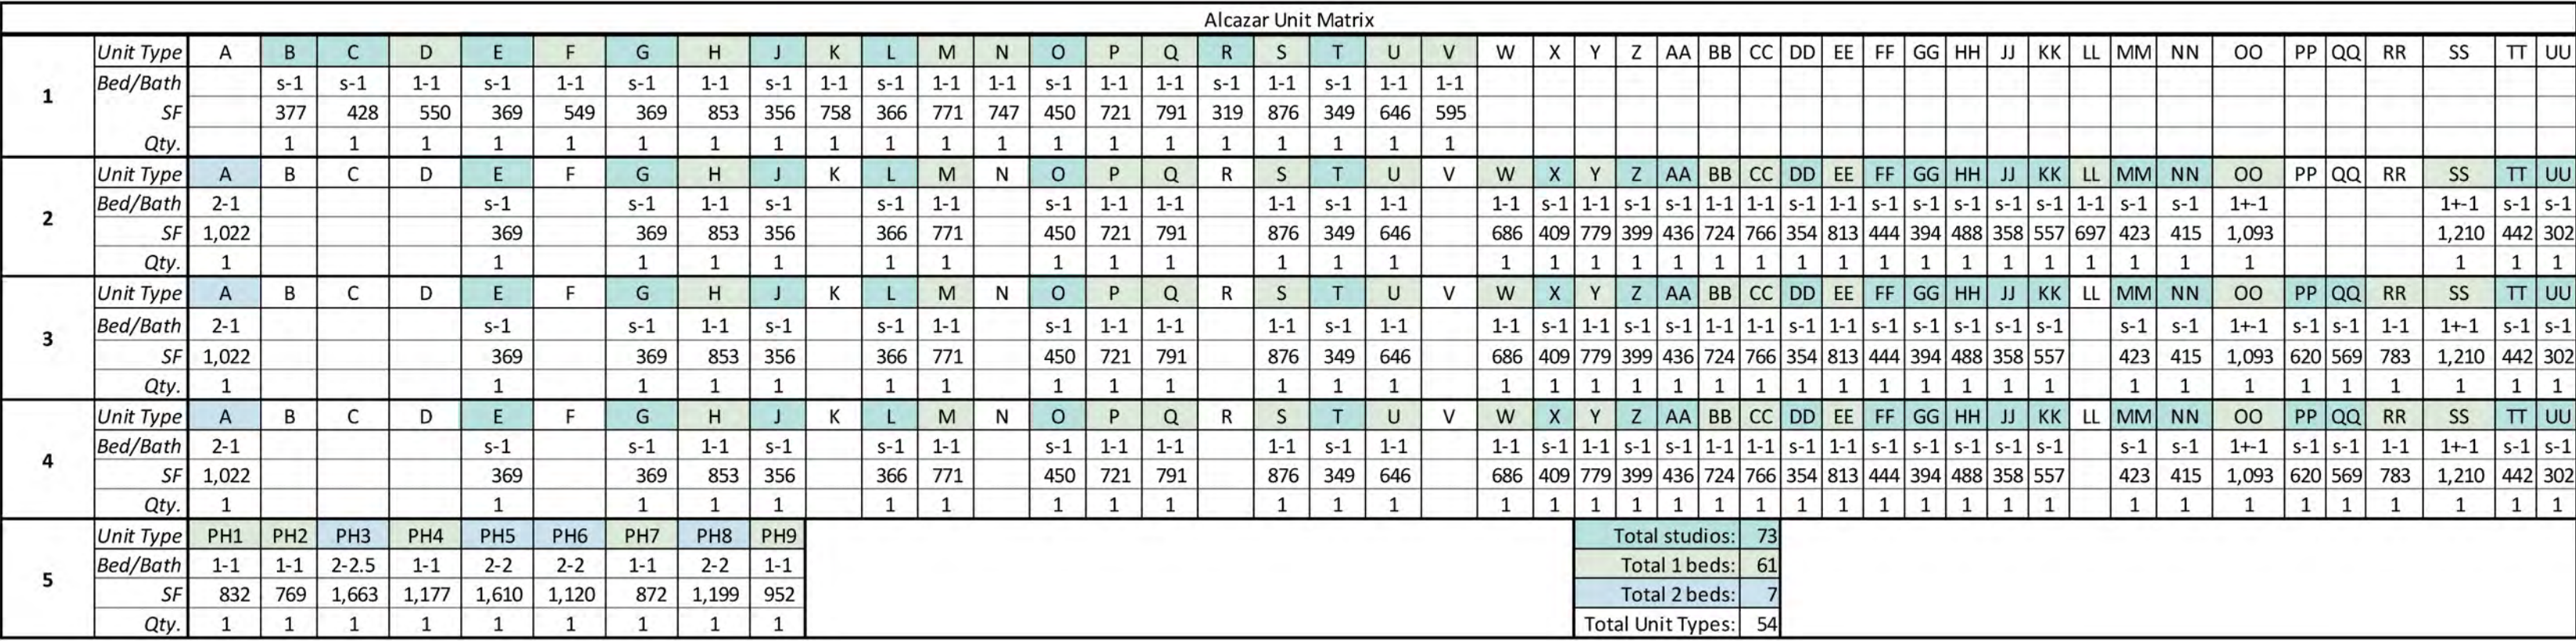 Alcazar Unit Matrix
Unit Type A B C D E F G H J K L M N O P Q R S T U V W X Y Z AA BB CC DD EE FF GG HH JJ KK LL MM NN OO PP QQ RR SS TT UU
1 Bed/Bath s-1 s-1 1-1 s-1 1-1 s-1 1-1 s-1 1-1 s-1 1-1 1-1 s-1 1-1 1-1 s-1 1-1 s-1 1-1 1-1
SF 377 428 550 369 549 369 853 356 758 366 771 747 450 721 791 319 876 349 646 595
Qty. 1 1 1 1 1 1 1 1 1 1 1 1 1 1 1 1 1 1 1 1
Unit Type A B C D E F G H J K L M N O P Q R S T U V W X Y Z AA BB CC DD EE FF GG HH JJ KK LL MM NN OO PP QQ RR SS TT UU
2 Bed/Bath 2-1 s-1 s-1 1-1 s-1 s-1 1-1 s-1 1-1 1-1 1-1 s-1 1-1 1-1 s-1 1-1 s-1 s-1 1-1 1-1 s-1 1-1 s-1 s-1 s-1 s-1 s-1 1-1 s-1 s-1 1+-1 1+-1 s-1 s-1
SF 1,022 369 369 853 356 366 771 450 721 791 876 349 646 686 409 779 399 436 724 766 354 813 444 394 488 358 557 697 423 415 1,093 1,210 442 302
Qty. 1 1 1 1 1 1 1 1 1 1 1 1 1 1 1 1 1 1 1 1 1 1 1 1 1 1 1 1 1 1 1 1 1 1
Unit Type A B C D E F G H J K L M N O P Q R S T U V W X Y Z AA BB CC DD EE FF GG HH JJ KK LL MM NN OO PP QQ RR SS TT UU
3 Bed/Bath 2-1 s-1 s-1 1-1 s-1 s-1 1-1 s-1 1-1 1-1 1-1 s-1 1-1 1-1 s-1 1-1 s-1 s-1 1-1 1-1 s-1 1-1 s-1 s-1 s-1 s-1 s-1 s-1 s-1 1+-1 s-1 s-1 1-1 1+-1 s-1 s-1
SF 1,022 369 369 853 356 366 771 450 721 791 876 349 646 686 409 779 399 436 724 766 354 813 444 394 488 358 557 423 415 1,093 620 569 783 1,210 442 302
Qty. 1 1 1 1 1 1 1 1 1 1 1 1 1 1 1 1 1 1 1 1 1 1 1 1 1 1 1 1 1 1 1 1 1 1 1 1
Unit Type A B C D E F G H J K L M N O P Q R S T U V W X Y Z AA BB CC DD EE FF GG HH JJ KK LL MM NN OO PP QQ RR SS TT UU
4 Bed/Bath 2-1 s-1 s-1 1-1 s-1 s-1 1-1 s-1 1-1 1-1 1-1 s-1 1-1 1-1 s-1 1-1 s-1 s-1 1-1 1-1 s-1 1-1 s-1 s-1 s-1 s-1 s-1 s-1 s-1 1+-1 s-1 s-1 1-1 1+-1 s-1 s-1
SF 1,022 369 369 853 356 366 771 450 721 791 876 349 646 686 409 779 399 436 724 766 354 813 444 394 488 358 557 423 415 1,093 620 569 783 1,210 442 302
Qty. 1 1 1 1 1 1 1 1 1 1 1 1 1 1 1 1 1 1 1 1 1 1 1 1 1 1 1 1 1 1 1 1 1 1 1 1
Unit Type PH1 PH2 PH3 PH4 PH5 PH6 PH7 PH8 PH9 Total studios: 73
5 Bed/Bath 1-1 1-1 2-2.5 1-1 2-2 2-2 1-1 2-2 1-1 Total 1 beds: 61
SF 832 769 1,663 1,177 1,610 1,120 872 1,199 952 Total 2 beds: 7
Qty. 1 1 1 1 1 1 1 1 1 Total Unit Types: 54